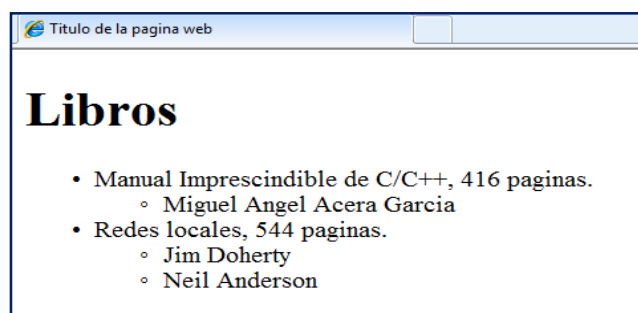 Titulo de la pagina web
Libros
• Manual Imprescindible de C/C++, 416 paginas.
◦ Miguel Angel Acera Garcia
• Redes locales, 544 paginas.
◦ Jim Doherty
◦ Neil Anderson